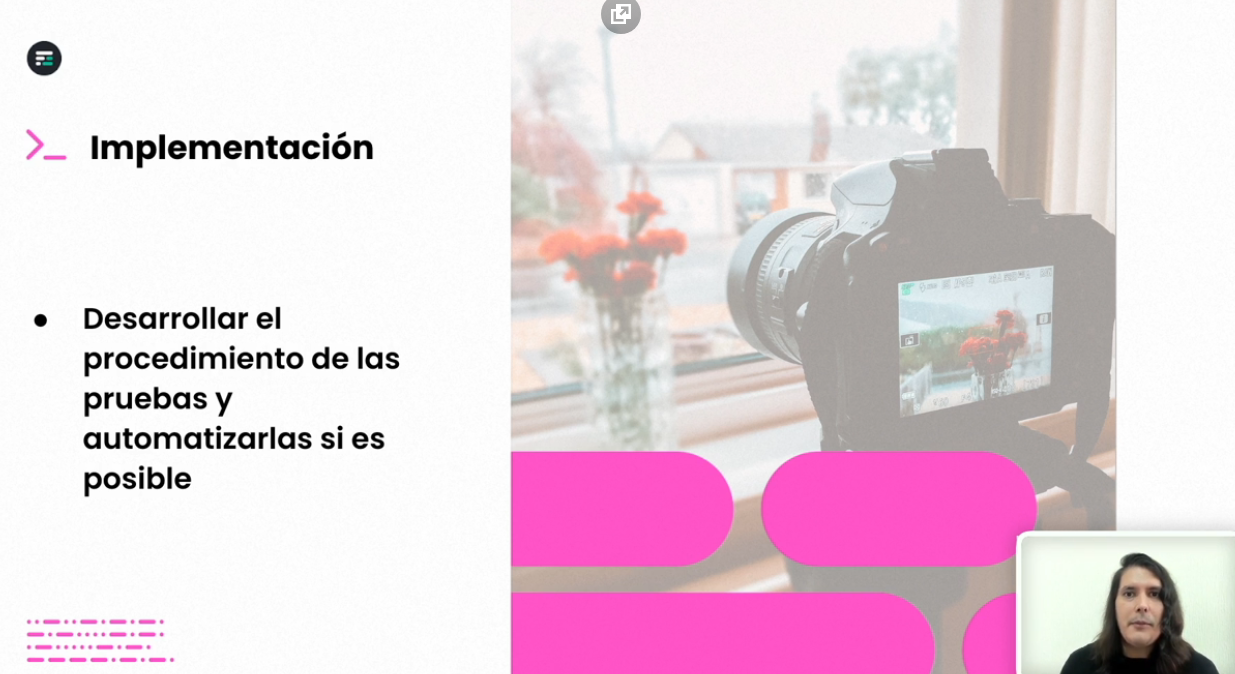 Implementación
● Desarrollar el
procedimiento de las
pruebas y
automatizarlas si es
posible